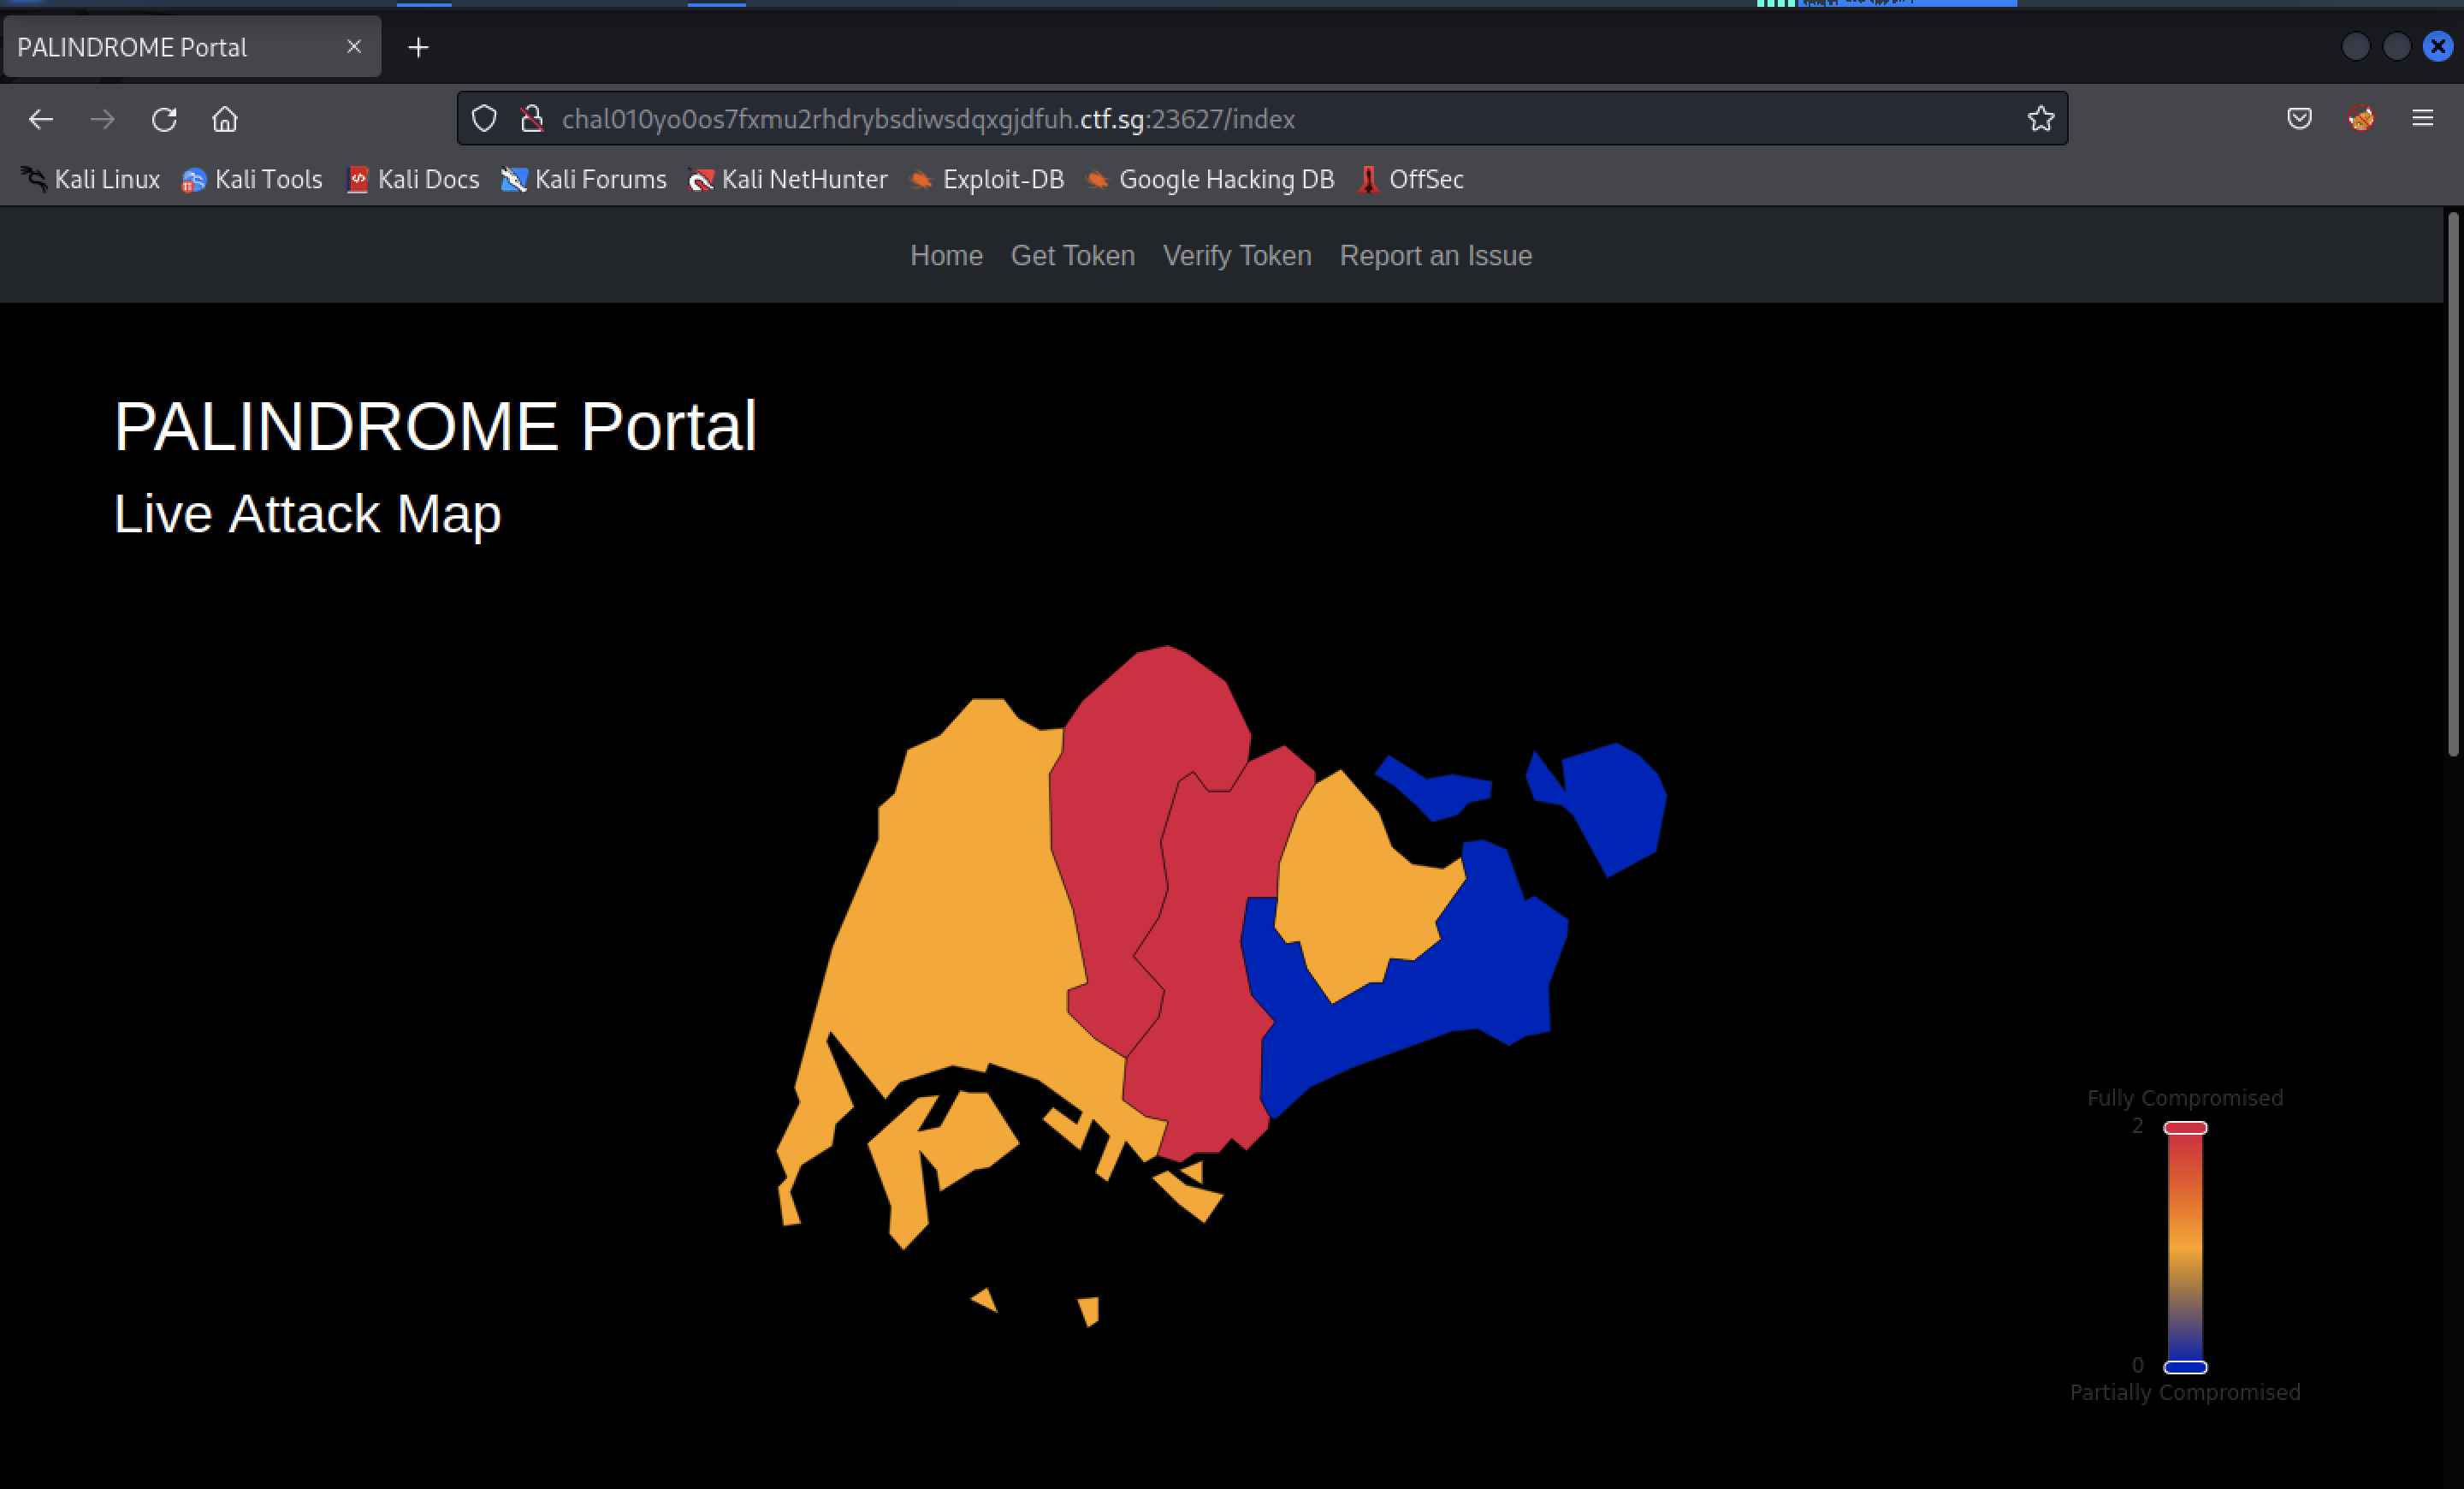 PALINDROME Portal
chal010yo0os7fxmu2rhdrybsdiwsdqxgjdfuh.ctf.sg:23627/index
Kali Linux Kali Tools Kali Docs Kali Forums Kali NetHunter Exploit-DB Google Hacking DB OffSec
Home Get Token Verify Token Report an Issue
PALINDROME Portal
Live Attack Map
Fully Compromised
2
0
Partially Compromised